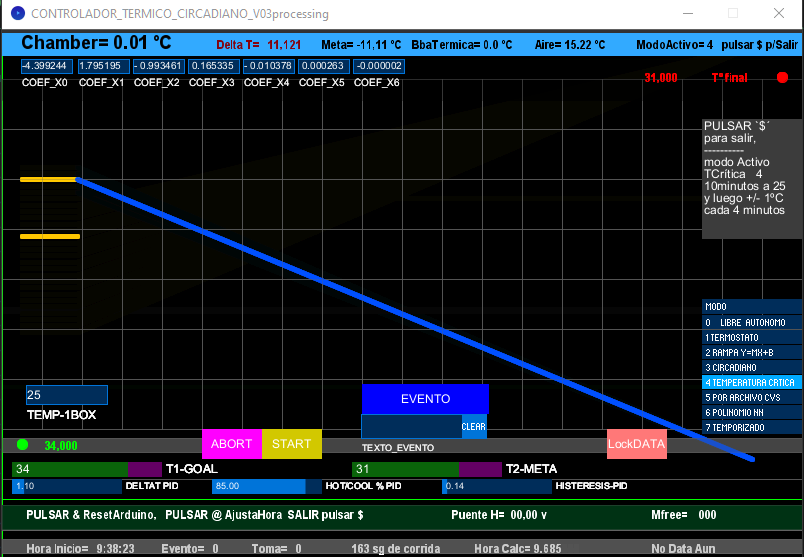 CONTROLADOR_TERMICO_CIRCADIANO_V03processing
Chamber= 0.01 ºC Delta T= 11,121 Meta= -11,11 ºC BbaTermica= 0.0 ºC Aire= 15.22 ºC ModoActivo= 4 pulsar $ p/Salir
-4.399244 1.795195 -0.993461 0.165335 -0.010378 0.000263 -0.000002
COEF_X0 COEF_X1 COEF_X2 COEF_X3 COEF_X4 COEF_X5 COEF_X6
31,000 Tºfinal
PULSAR `$´
para salir,
----------
modo Activo
TCrítica 4
10minutos a 25
y luego +/- 1ºC
cada 4 minutos
MODO
0 LIBRE AUTONOMO
1 TERMOSTATO
2 RAMPA Y=MX+B
3 CIRCADIANO
4 TEMPERATURA CRTICA
5 POR ARCHIVO CVS
6 POLINOMIO NN
7 TEMPORIZADO
25
TEMP-1BOX
EVENTO
CLEAR
TEXTO_EVENTO
ABORT START
LockDATA
34,000
34 T1-GOAL 31 T2-META
1.10 DELTAT PID 85.00 HOT/COOL % PID 0.14 HISTERESIS-PID
PULSAR & ResetArduino, PULSAR @ AjustaHora SALIR pulsar $ Puente H= 00,00 v Mfree= 000
Hora Inicio= 9:38:23 Evento= 0 Toma= 0 163 sg de corrida Hora Calc= 9.685 No Data Aun